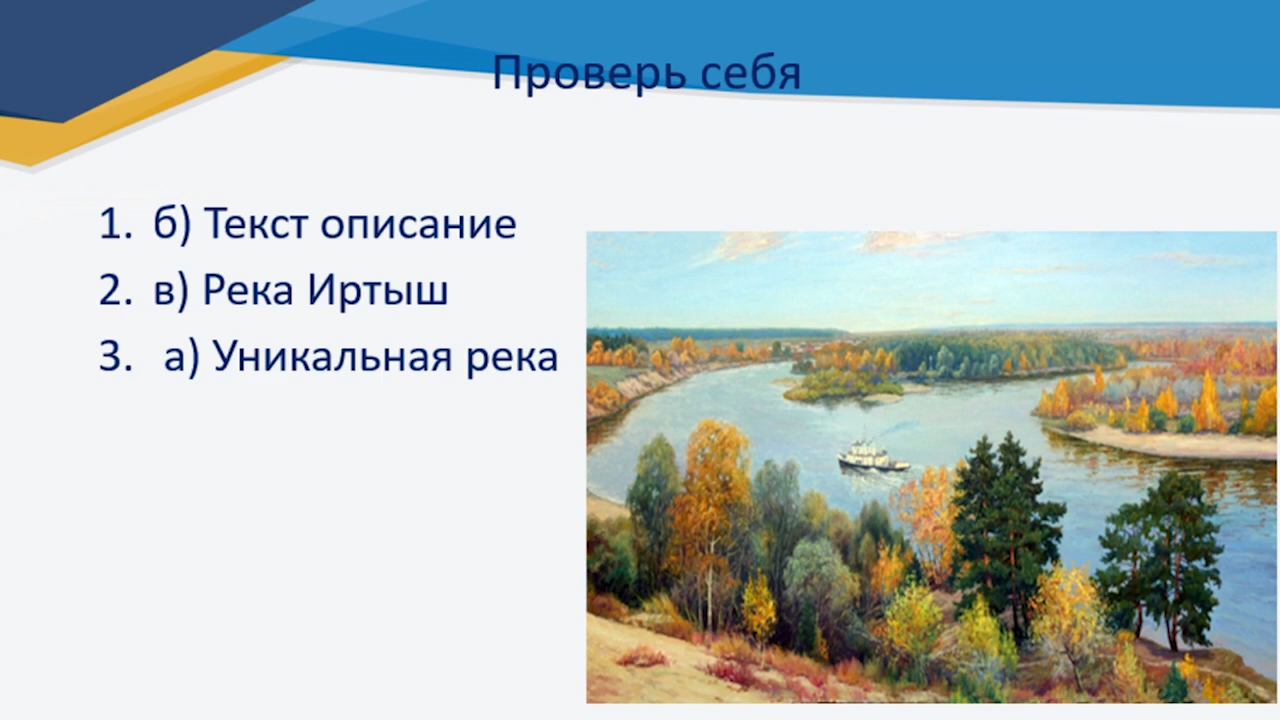 Проверь себя
1. б) Текст описание
2. в) Река Иртыш
3. а) Уникальная река